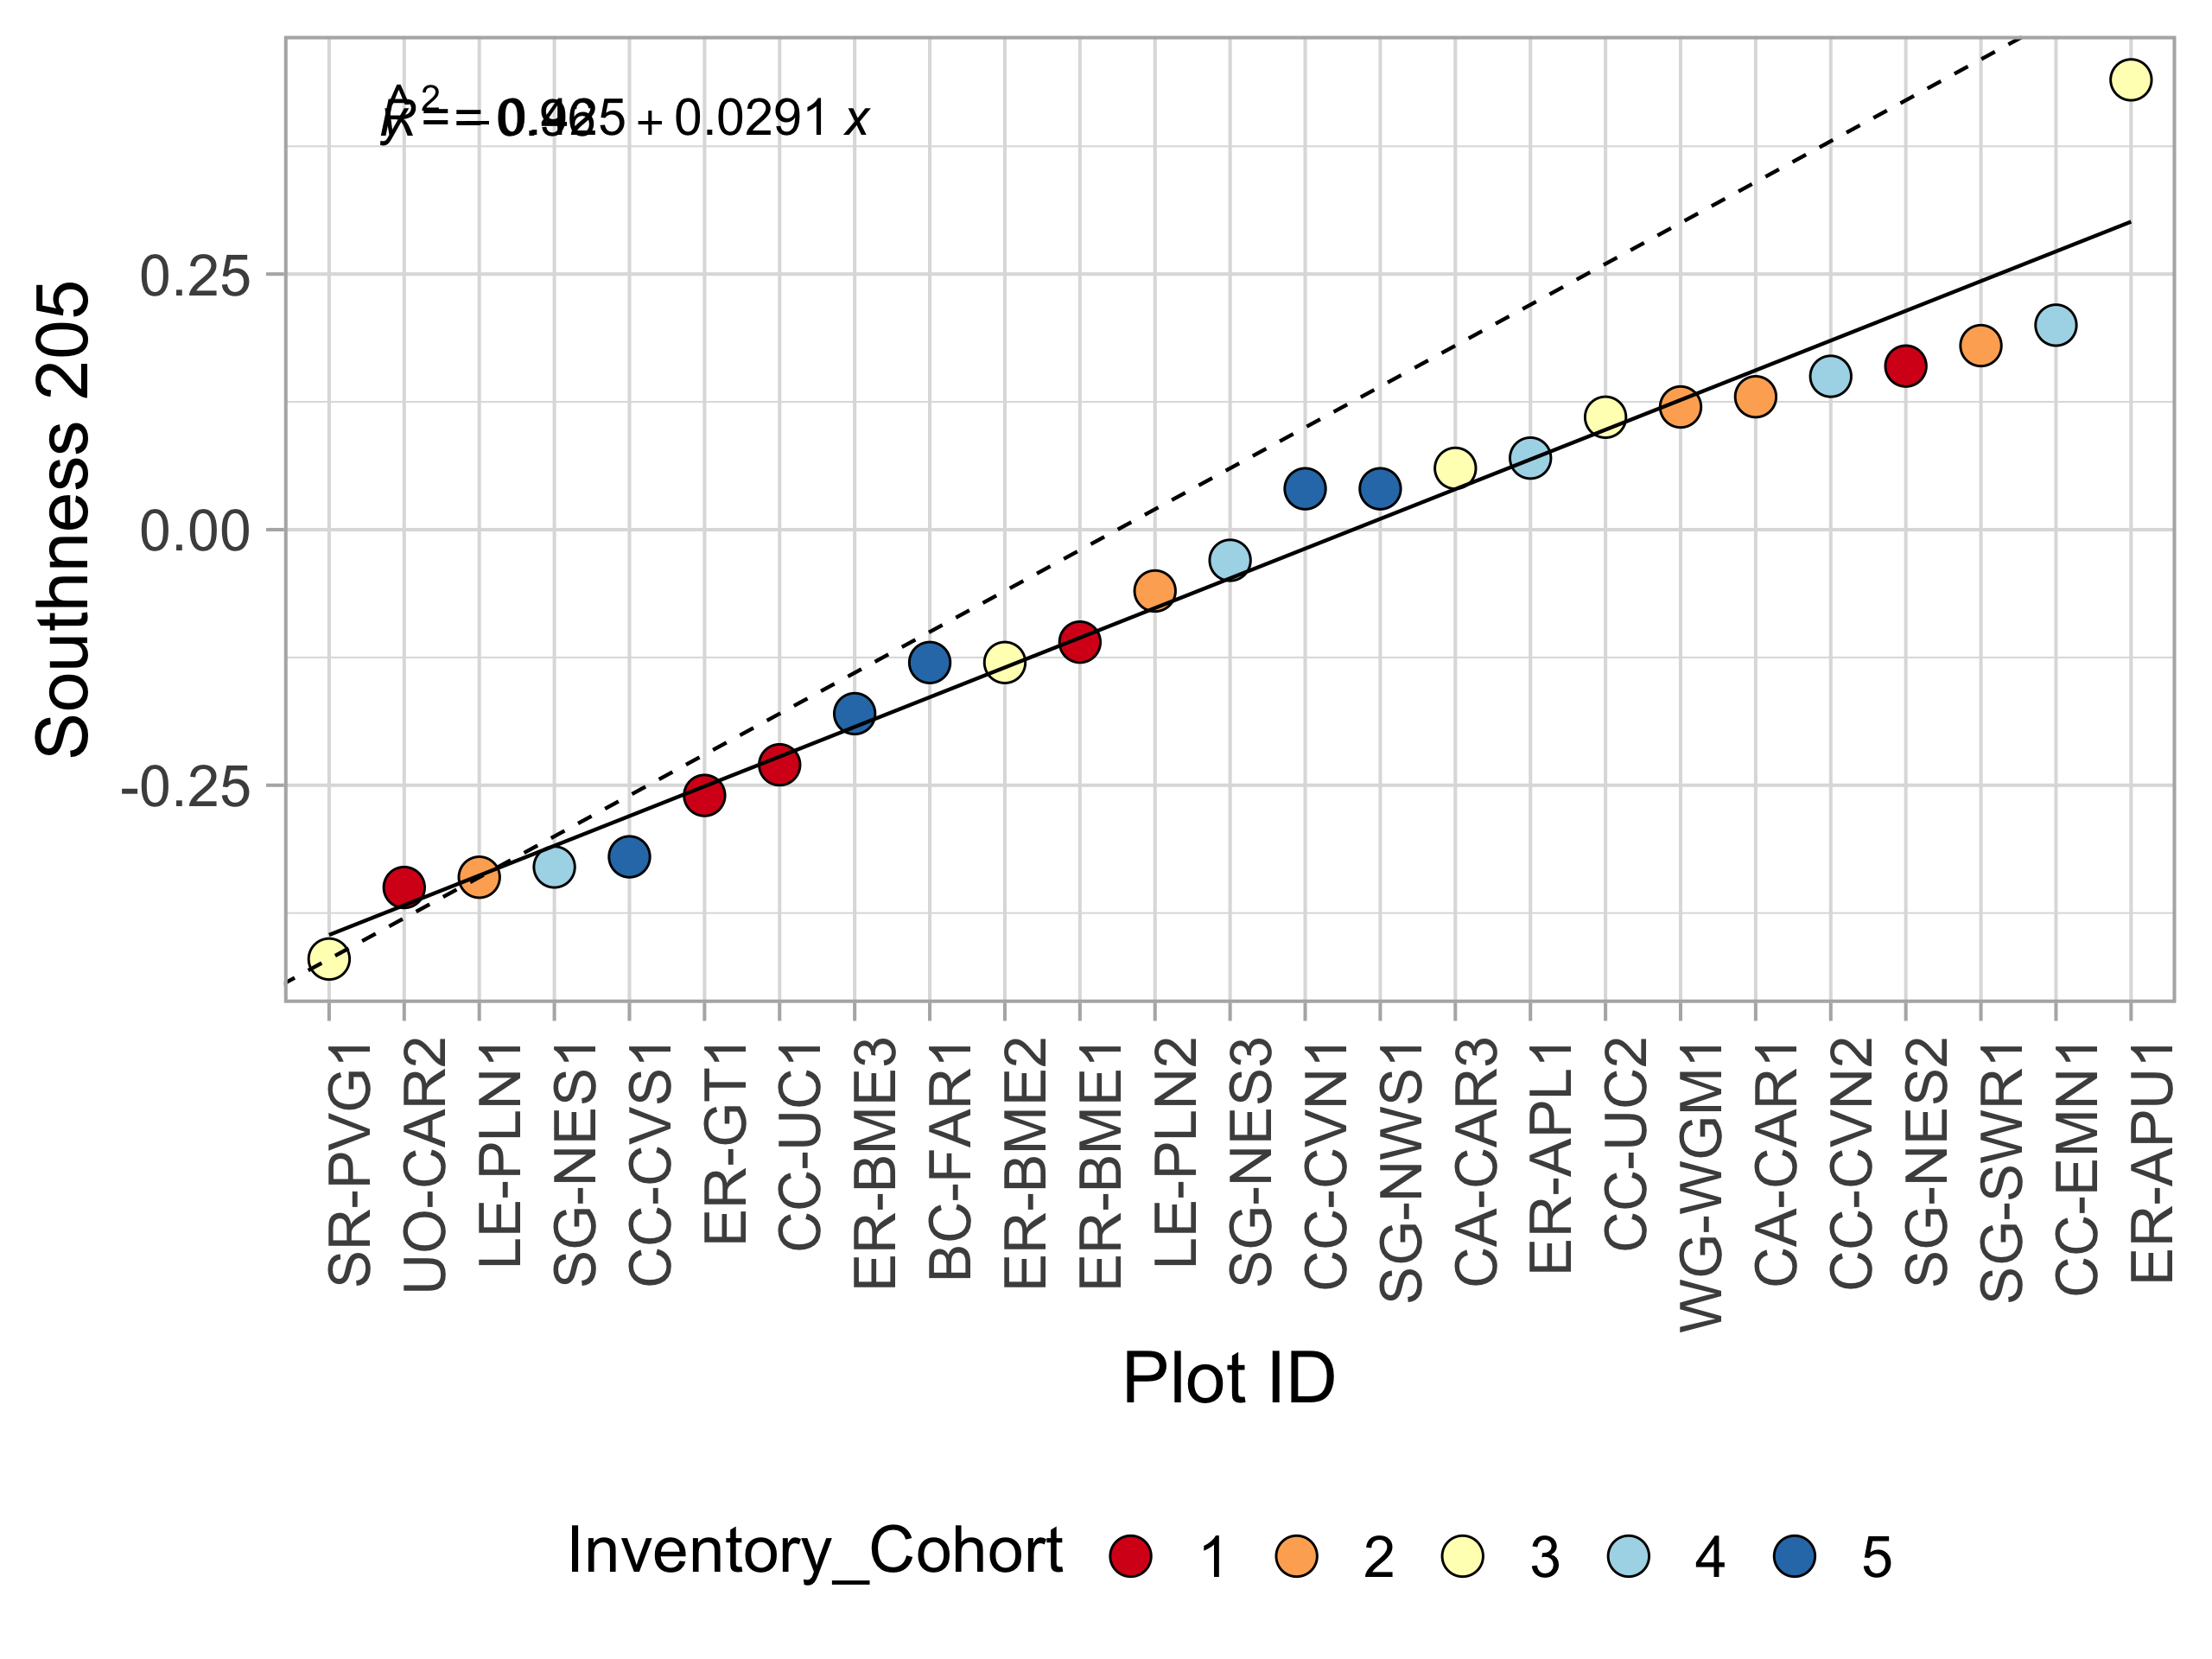 + 0.0291 x
Southness 205
0.25
0.00
-0.25
SR-PVG1
UO-CAR2
LE-PLN1
SG-NES1
CC-CVS1
ER-GT1
CCC-UC1
ER-BME3
BC-FAR1
ER-BME2
ER-BME1
LE-PLN2
SG-NES3
CC-CVN1
SG-NWS1
CA-CAR3
ER-APL1
CC-UC2
WG-WGM1
CA-CAR1
CC-CVN2
SG-NES2
SG-SWR1
CC-EMN1
ER-APU1
Plot ID
Inventory_Cohort 1 2 3 4 5